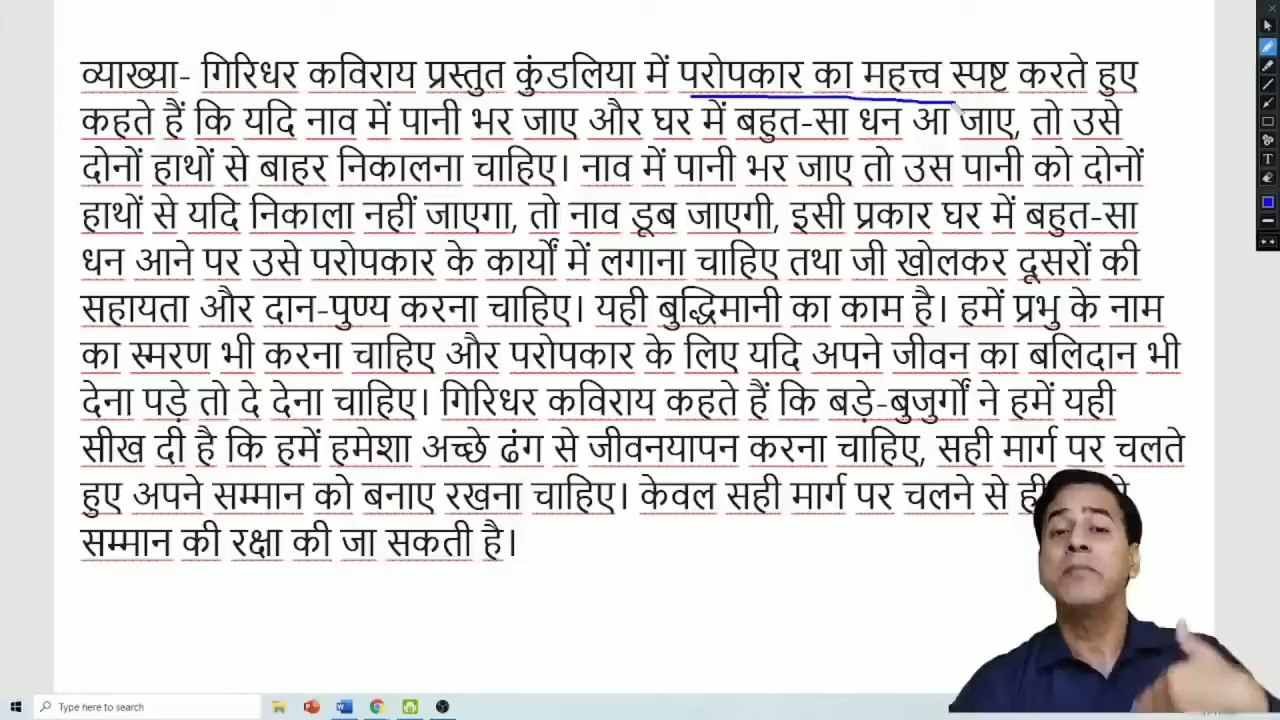 व्याख्या- गिरिधर कविराय प्रस्तुत कुंडलिया में परोपकार का महत्त्व स्पष्ट करते हुए
कहते हैं कि यदि नाव में पानी भर जाए और घर में बहुत-सा धन आ जाए, तो उसे
दोनों हाथों से बाहर निकालना चाहिए। नाव में पानी भर जाए तो उस पानी को दोनों
हाथों से यदि निकाला नहीं जाएगा, तो नाव डूब जाएगी, इसी प्रकार घर में बहुत-सा
धन आने पर उसे परोपकार के कार्यों में लगाना चाहिए तथा जी खोलकर दूसरों की
सहायता और दान-पुण्य करना चाहिए। यही बुद्धिमानी का काम है। हमें प्रभु के नाम
का स्मरण भी करना चाहिए और परोपकार के लिए यदि अपने जीवन का बलिदान भी
देना पड़े तो दे देना चाहिए। गिरिधर कविराय कहते हैं कि बड़े-बुजुर्गों ने हमें यही
सीख दी है कि हमें हमेशा अच्छे ढंग से जीवनयापन करना चाहिए, सही मार्ग पर चलते
हुए अपने सम्मान को बनाए रखना चाहिए। केवल सही मार्ग पर चलने से ही
सम्मान की रक्षा की जा सकती है।
Type here to search